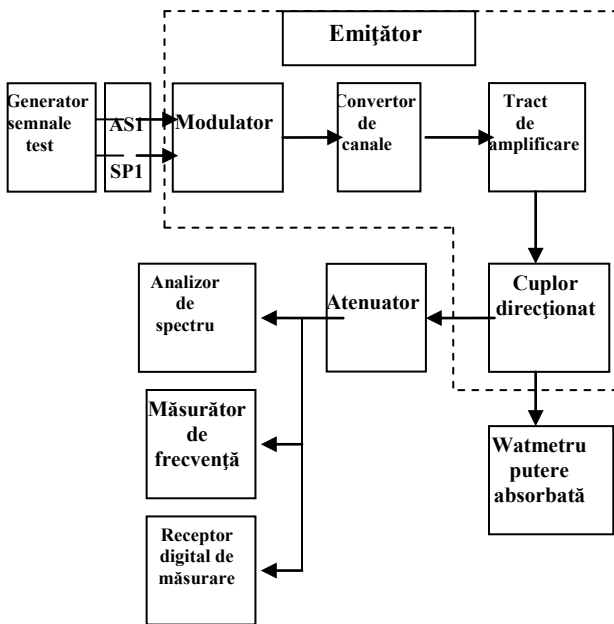 Emiţător
Generator
semnale
test
AS1
SP1
Modulator
Convertor
de
canale
Tract
de
amplificare
Analizor
de
spectru
Atenuator
Cuplor
direcţionat
Măsurător
de
frecvenţă
Watmetru
putere
absorbată
Receptor
digital de
măsurare